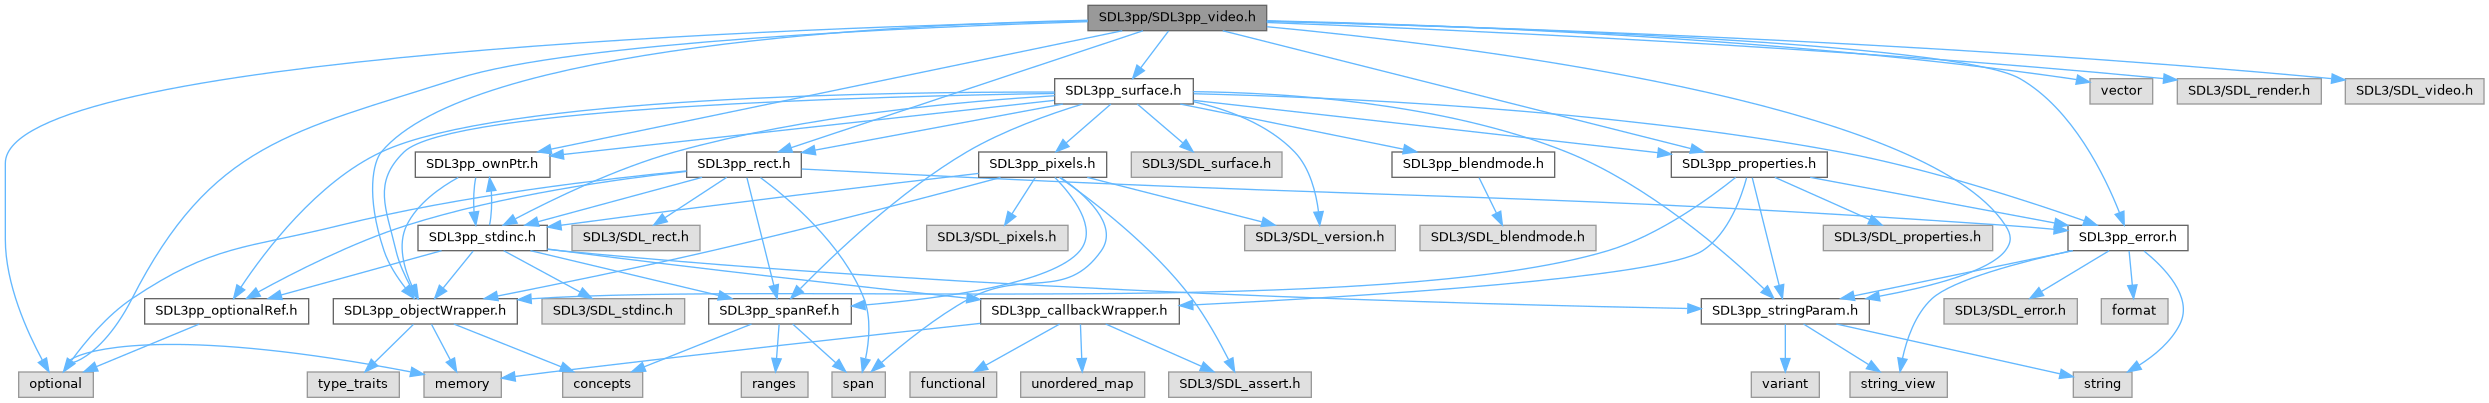 SDL3pp/SDL3pp_video.h
SDL3pp_surface.h
vector
SDL3/SDL_render.h
SDL3/SDL_video.h
SDL3pp_ownPtr.h
SDL3pp_rect.h
SDL3pp_pixels.h
SDL3/SDL_surface.h
SDL3pp_blendmode.h
SDL3pp_properties.h
SDL3pp_stdinc.h
SDL3/SDL_rect.h
SDL3/SDL_pixels.h
SDL3/SDL_version.h
SDL3/SDL_blendmode.h
SDL3/SDL_properties.h
SDL3pp_error.h
SDL3pp_optionalRef.h
SDL3pp_objectWrapper.h
SDL3/SDL_stdinc.h
SDL3pp_spanRef.h
SDL3pp_callbackWrapper.h
SDL3pp_stringParam.h
SDL3/SDL_error.h
format
optional
type_traits
memory
concepts
ranges
span
functional
unordered_map
SDL3/SDL_assert.h
variant
string_view
string